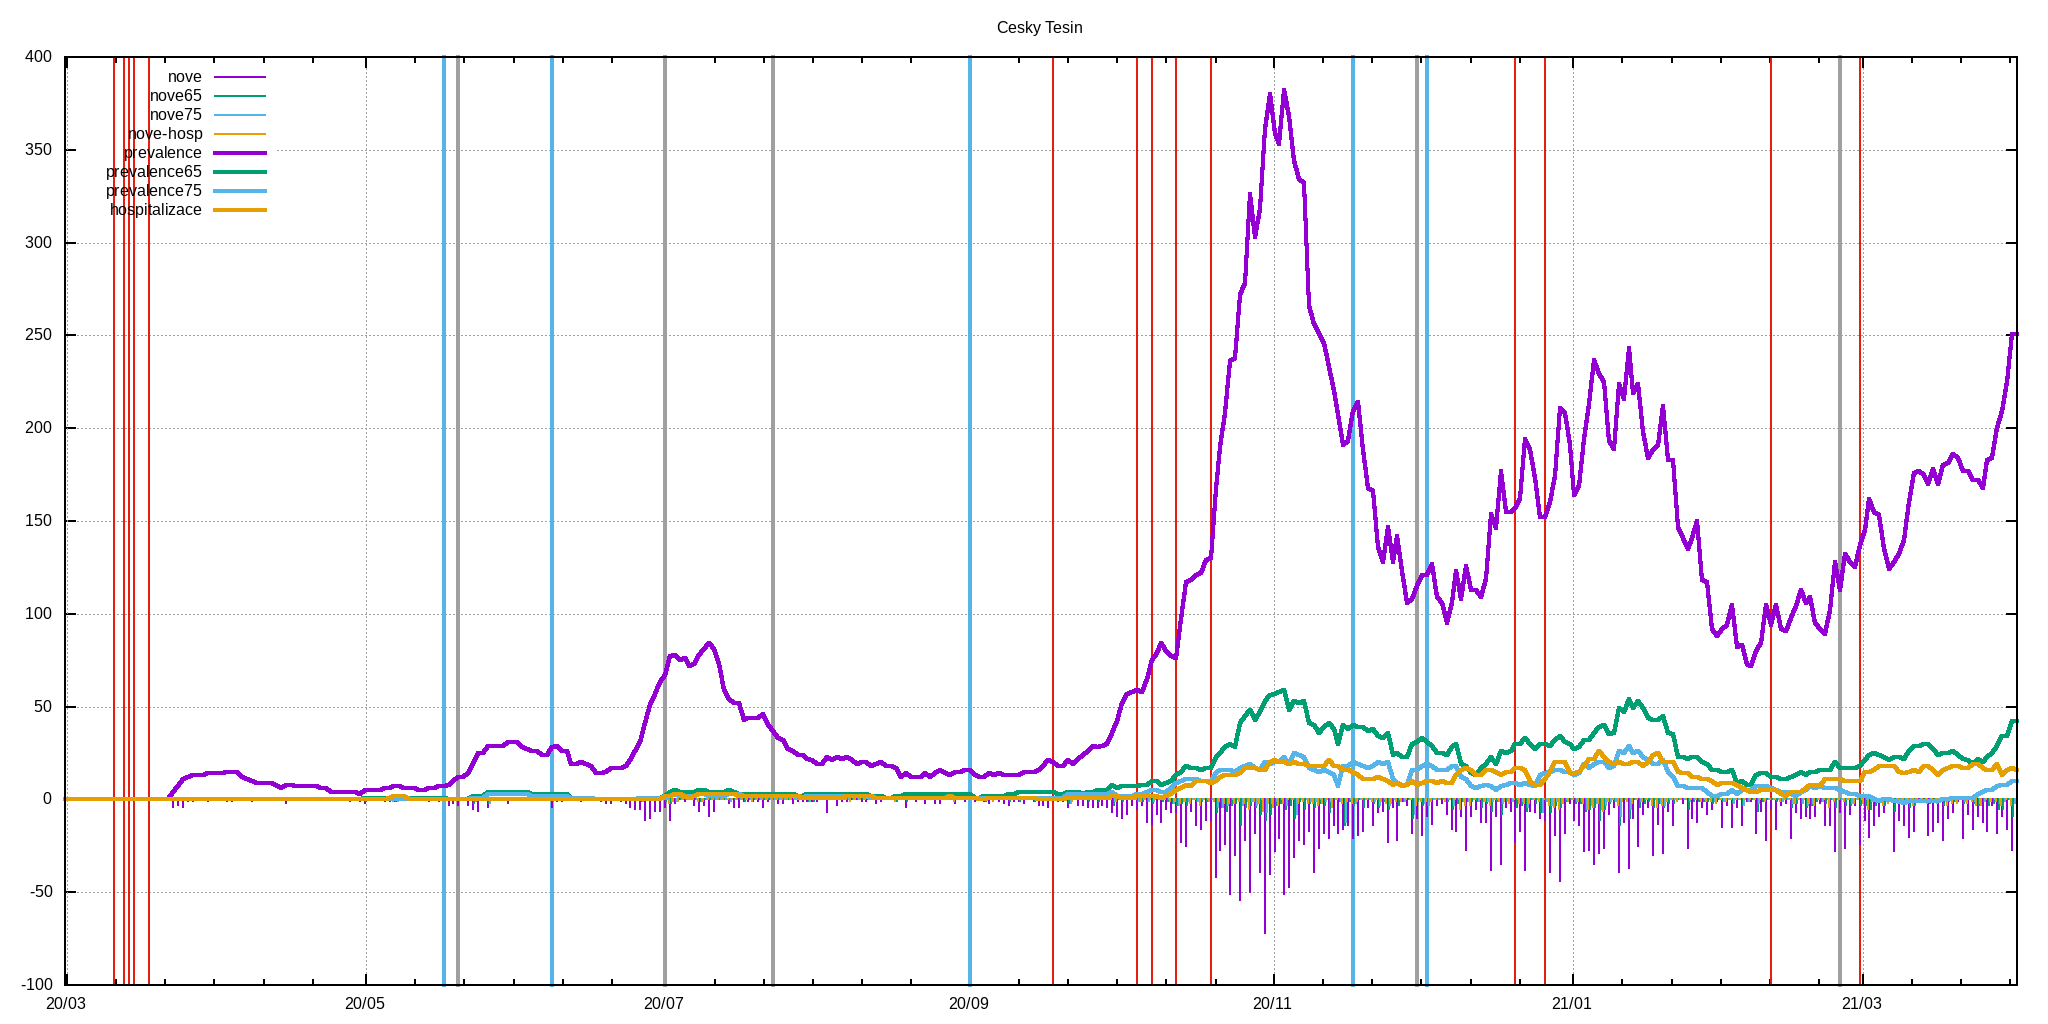 Cesky Tesin
400
350
300
250
200
150
100
50
0
-50
-100
nove
nove65
nove75
nove-hosp
prevalence
prevalence65
prevalence75
hospitalizace
20/03 20/05 20/07 20/09 20/11 21/01 21/03